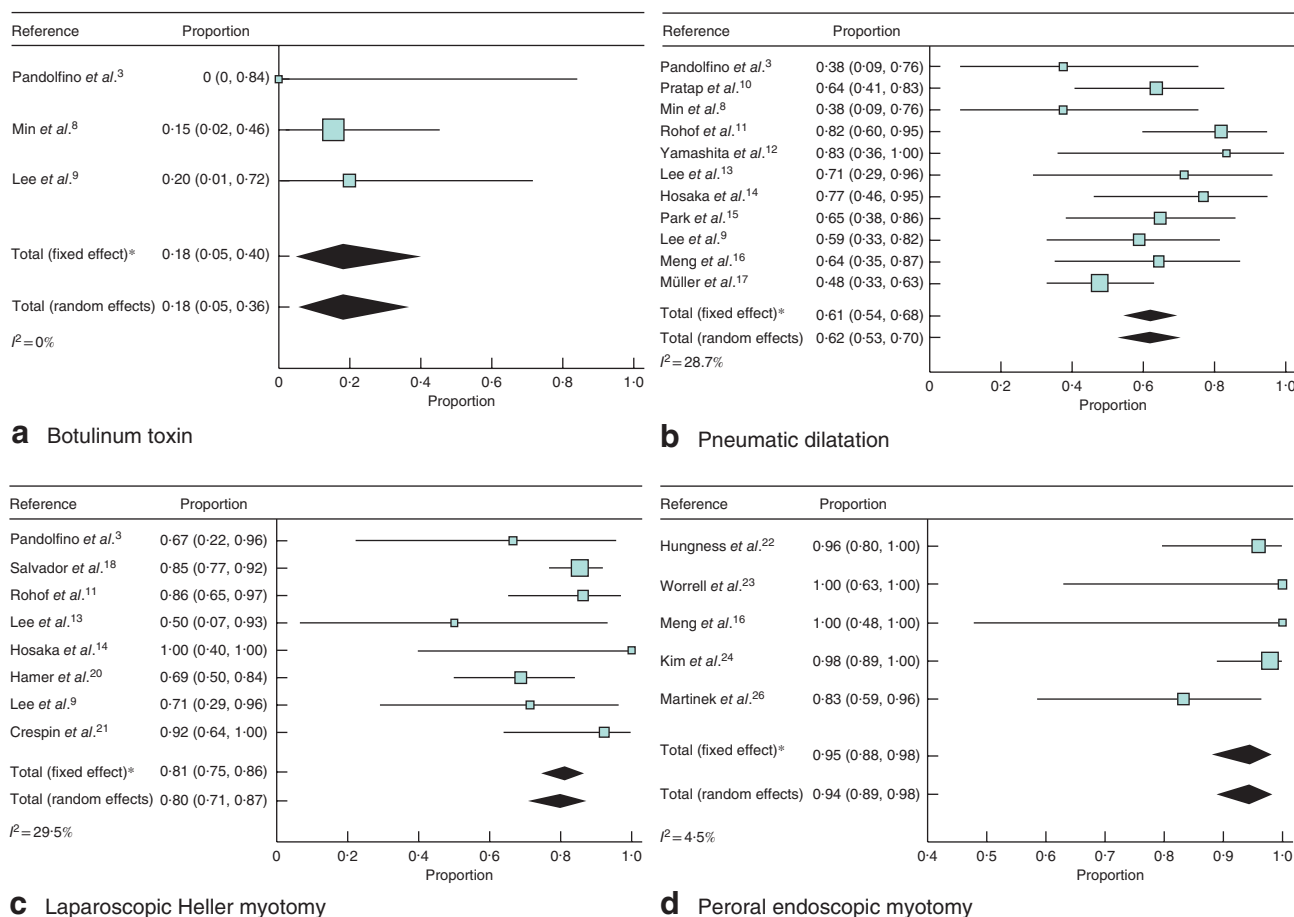 Reference Proportion
Pandolfino et al.3 0 (0, 0·84)
Min et al.8 0·15 (0·02, 0·46)
Lee et al.9 0·20 (0·01, 0·72)
Total (fixed effect)* 0·18 (0·05, 0·40)
Total (random effects) 0·18 (0·05, 0·36)
I2=0%
0 0·2 0·4 0·6 0·8 1·0
Proportion
a Botulinum toxin
Reference Proportion
Pandolfino et al.3 0·38 (0·09, 0·76)
Pratap et al.10 0·64 (0·41, 0·83)
Min et al.8 0·38 (0·09, 0·76)
Rohof et al.11 0·82 (0·60, 0·95)
Yamashita et al.12 0·83 (0·36, 1·00)
Lee et al.13 0·71 (0·29, 0·96)
Hosaka et al.14 0·77 (0·46, 0·95)
Park et al.15 0·65 (0·38, 0·86)
Lee et al.9 0·59 (0·33, 0·82)
Meng et al.16 0·64 (0·35, 0·87)
Müller et al.17 0·48 (0·33, 0·63)
Total (fixed effect)* 0·61 (0·54, 0·68)
Total (random effects) 0·62 (0·53, 0·70)
I2=28.7%
0 0·2 0·4 0·6 0·8 1·0
Proportion
b Pneumatic dilatation
Reference Proportion
Pandolfino et al.3 0·67 (0·22, 0·96)
Salvador et al.18 0·85 (0·77, 0·92)
Rohof et al.11 0·86 (0·65, 0·97)
Lee et al.13 0·50 (0·07, 0·93)
Hosaka et al.14 1·00 (0·40, 1·00)
Hamer et al.20 0·69 (0·50, 0·84)
Lee et al.9 0·71 (0·29, 0·96)
Crespin et al.21 0·92 (0·64, 1·00)
Total (fixed effect)* 0·81 (0·75, 0·86)
Total (random effects) 0·80 (0·71, 0·87)
I2=29·5%
0 0·2 0·4 0·6 0·8 1·0
Proportion
c Laparoscopic Heller myotomy
Reference Proportion
Hungness et al.22 0·96 (0·80, 1·00)
Worrell et al.23 1·00 (0·63, 1·00)
Meng et al.16 1·00 (0·48, 1·00)
Kim et al.24 0·98 (0·89, 1·00)
Martinek et al.26 0·83 (0·59, 0·96)
Total (fixed effect)* 0·95 (0·88, 0·98)
Total (random effects) 0·94 (0·89, 0·98)
I2=4·5%
0·4 0·5 0·6 0·7 0·8 0·9 1·0
Proportion
d Peroral endoscopic myotomy